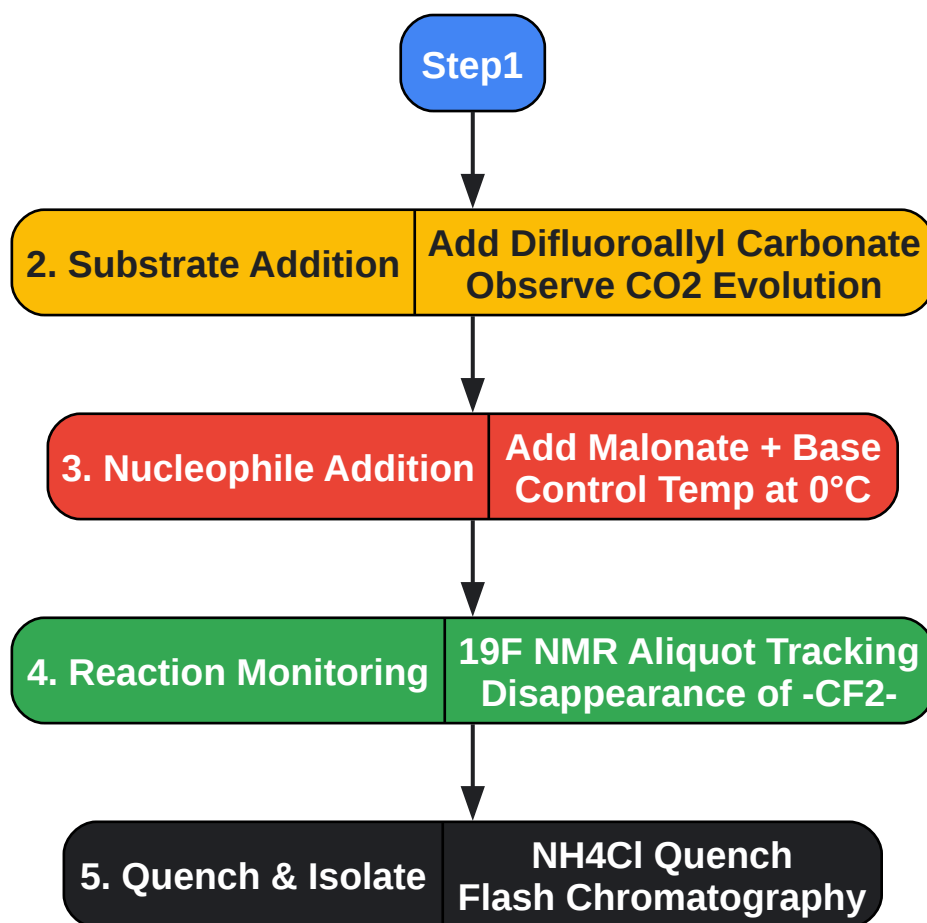 Step1
2. Substrate Addition
Add Difluoroallyl Carbonate
Observe CO2 Evolution
3. Nucleophile Addition
Add Malonate + Base
Control Temp at 0°C
4. Reaction Monitoring
19F NMR Aliquot Tracking
Disappearance of -CF2-
5. Quench & Isolate
NH4Cl Quench
Flash Chromatography